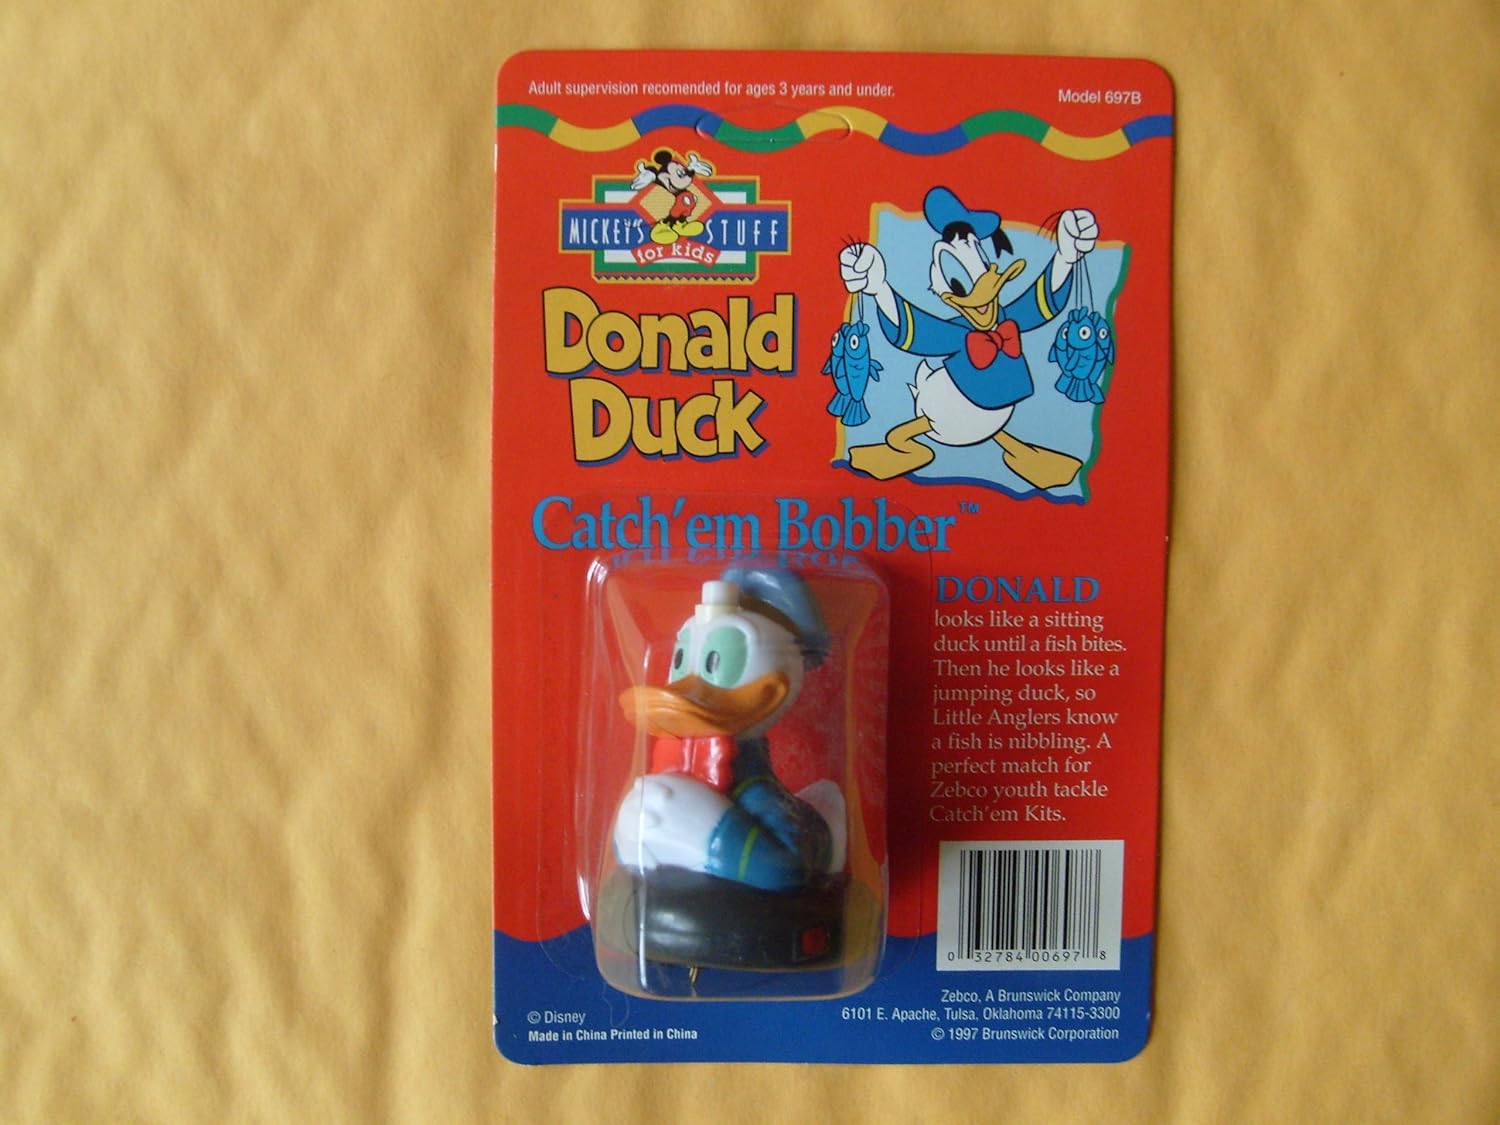 Adult supervision recomended for ages 3 years and under.
Model 697B
MICKEY'S STUFF
for kids
Donald
Duck
Catch'em Bobber™
DONALD
looks like a sitting
duck until a fish bites.
Then he looks like a
jumping duck, so
Little Anglers know
a fish is nibbling. A
perfect match for
Zebco youth tackle
Catch'em Kits.
0 32784 00697 8
Zebco, A Brunswick Company
6101 E. Apache, Tulsa, Oklahoma 74115-3300
© 1997 Brunswick Corporation
© Disney
Made in China Printed in China